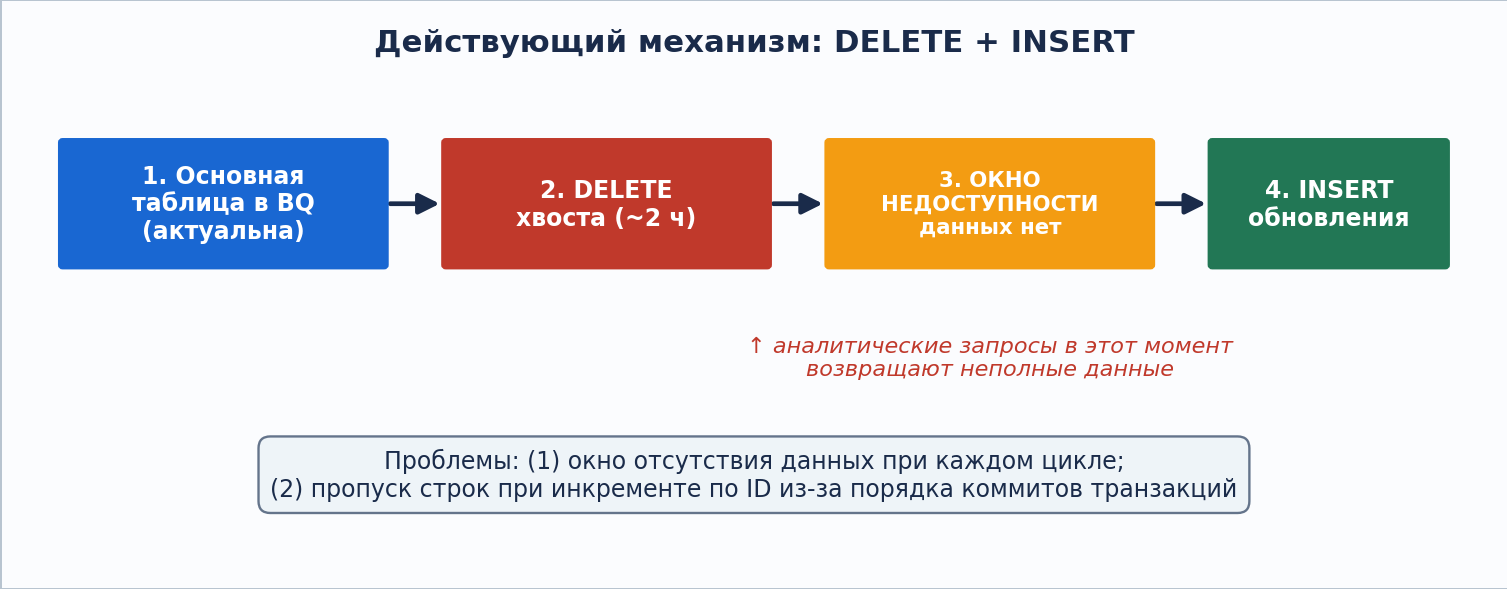 Действующий механизм: DELETE + INSERT
1. Основная
таблица в BQ
(актуальна)
2. DELETE
хвоста (~2 ч)
3. ОКНО
НЕДОСТУПНОСТИ
данных нет
4. INSERT
обновления
↑ аналитические запросы в этот момент
возвращают неполные данные
Проблемы: (1) окно отсутствия данных при каждом цикле;
(2) пропуск строк при инкременте по ID из-за порядка коммитов транзакций